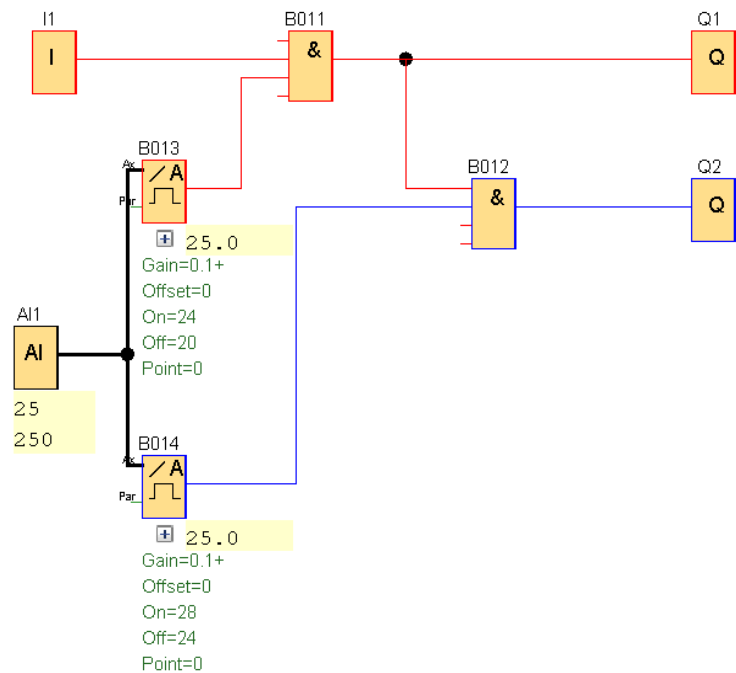 I1
I
B011
&
Q1
Q
B013
Ax
A
Par
25.0
Gain=0.1+
Offset=0
On=24
Off=20
Point=0
B012
&
Q2
Q
AI1
AI
25
250
B014
Ax
A
Par
25.0
Gain=0.1+
Offset=0
On=28
Off=24
Point=0